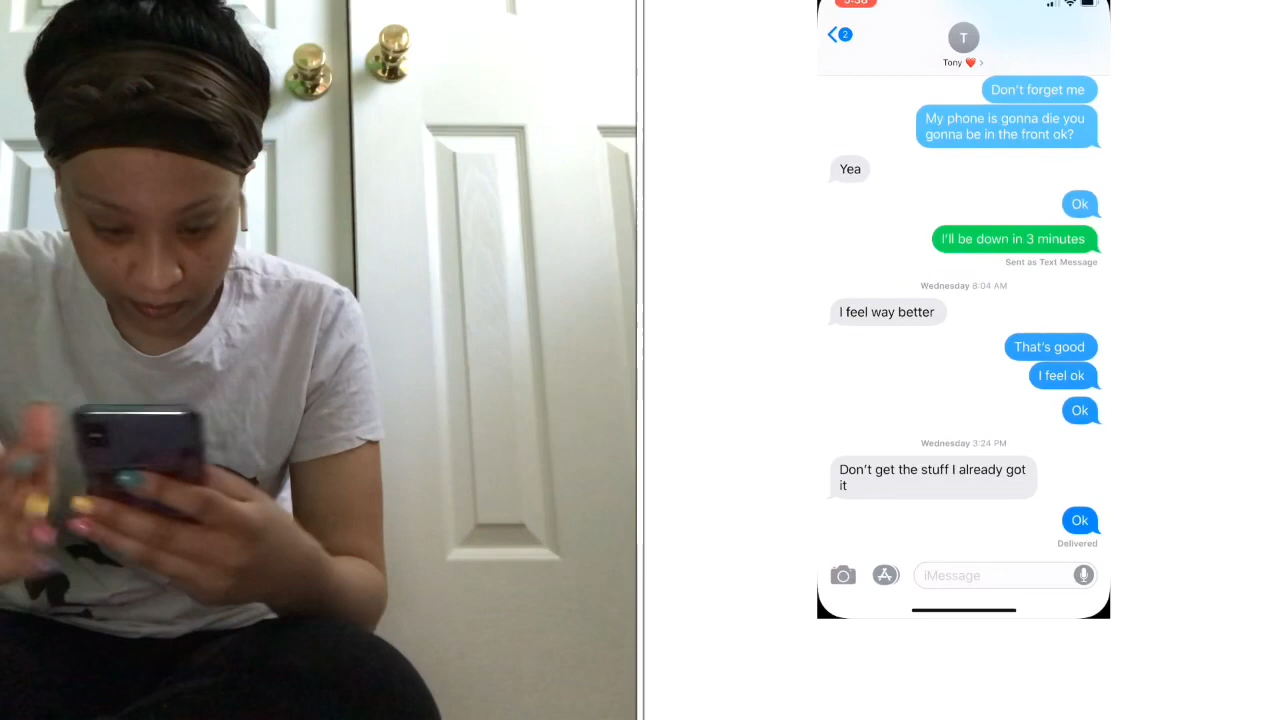 2
T
Tony ❤️ >
Don't forget me
My phone is gonna die you
gonna be in the front ok?
Yea
Ok
I'll be down in 3 minutes
Sent as Text Message
Wednesday 8:04 AM
I feel way better
That's good
I feel ok
Ok
Wednesday 3:24 PM
Don't get the stuff I already got
it
Ok
Delivered
iMessage